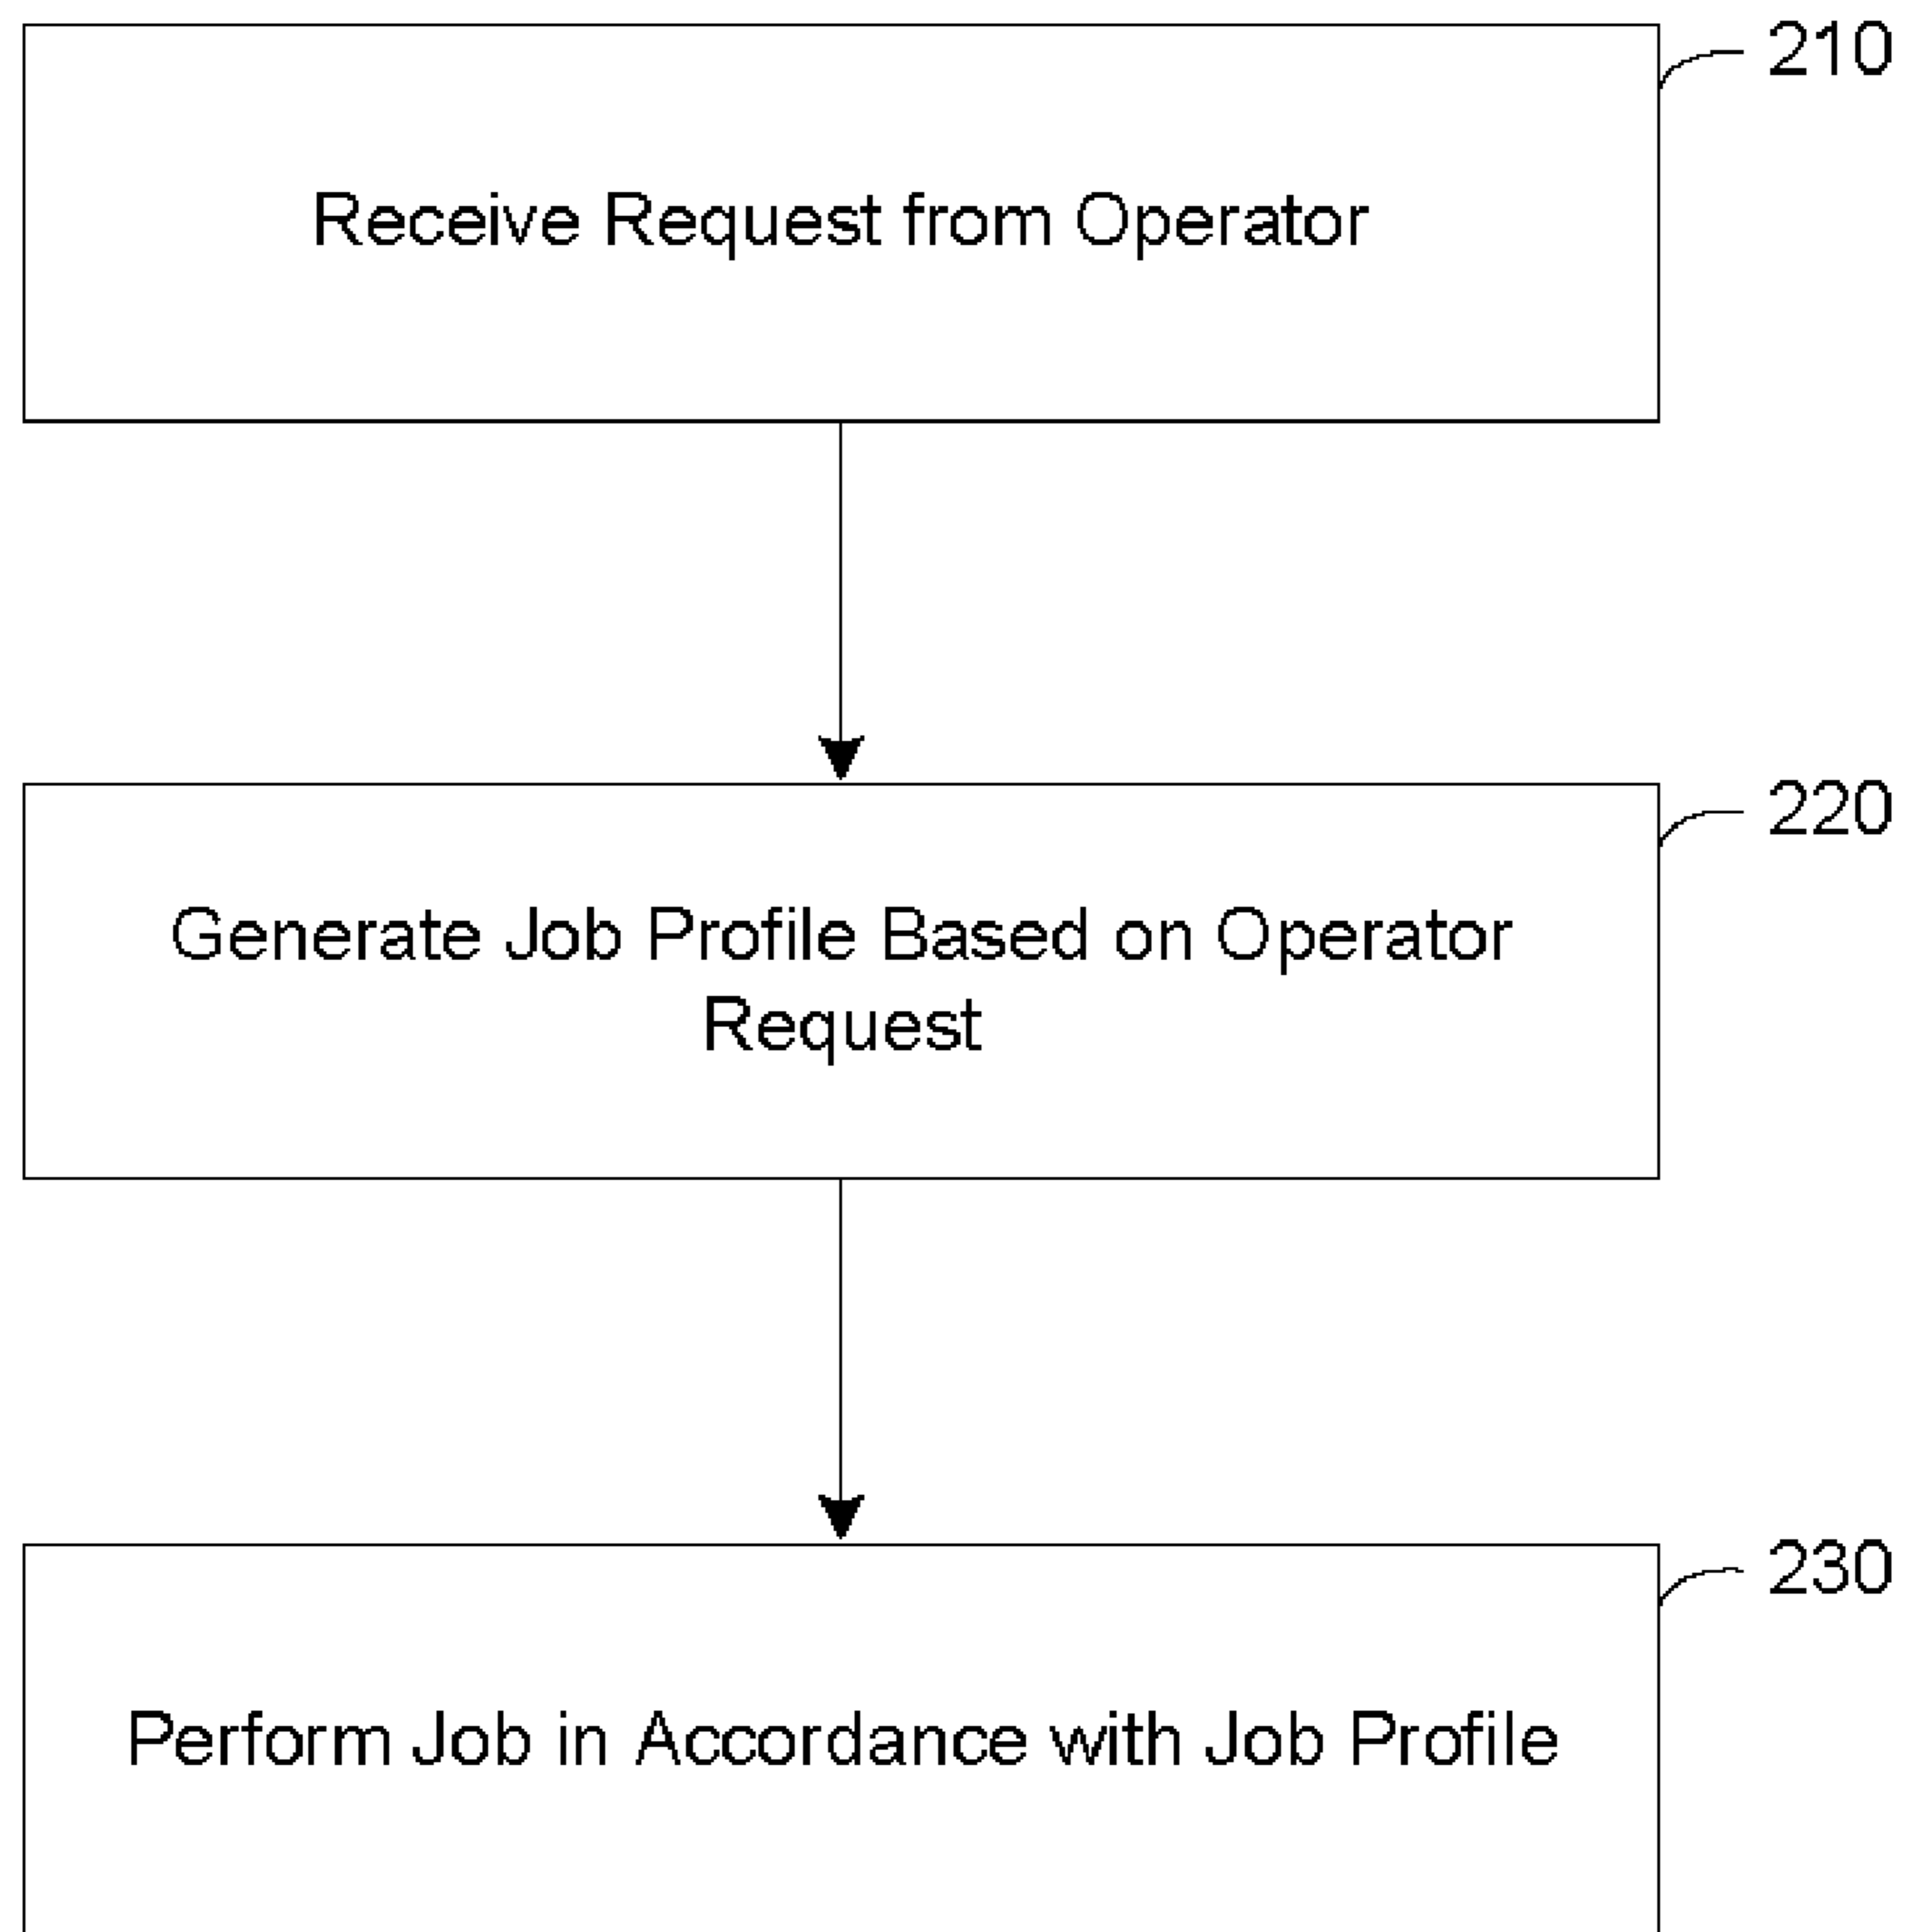 210
Receive Request from Operator
220
Generate Job Profile Based on Operator
Request
230
Perform Job in Accordance with Job Profile